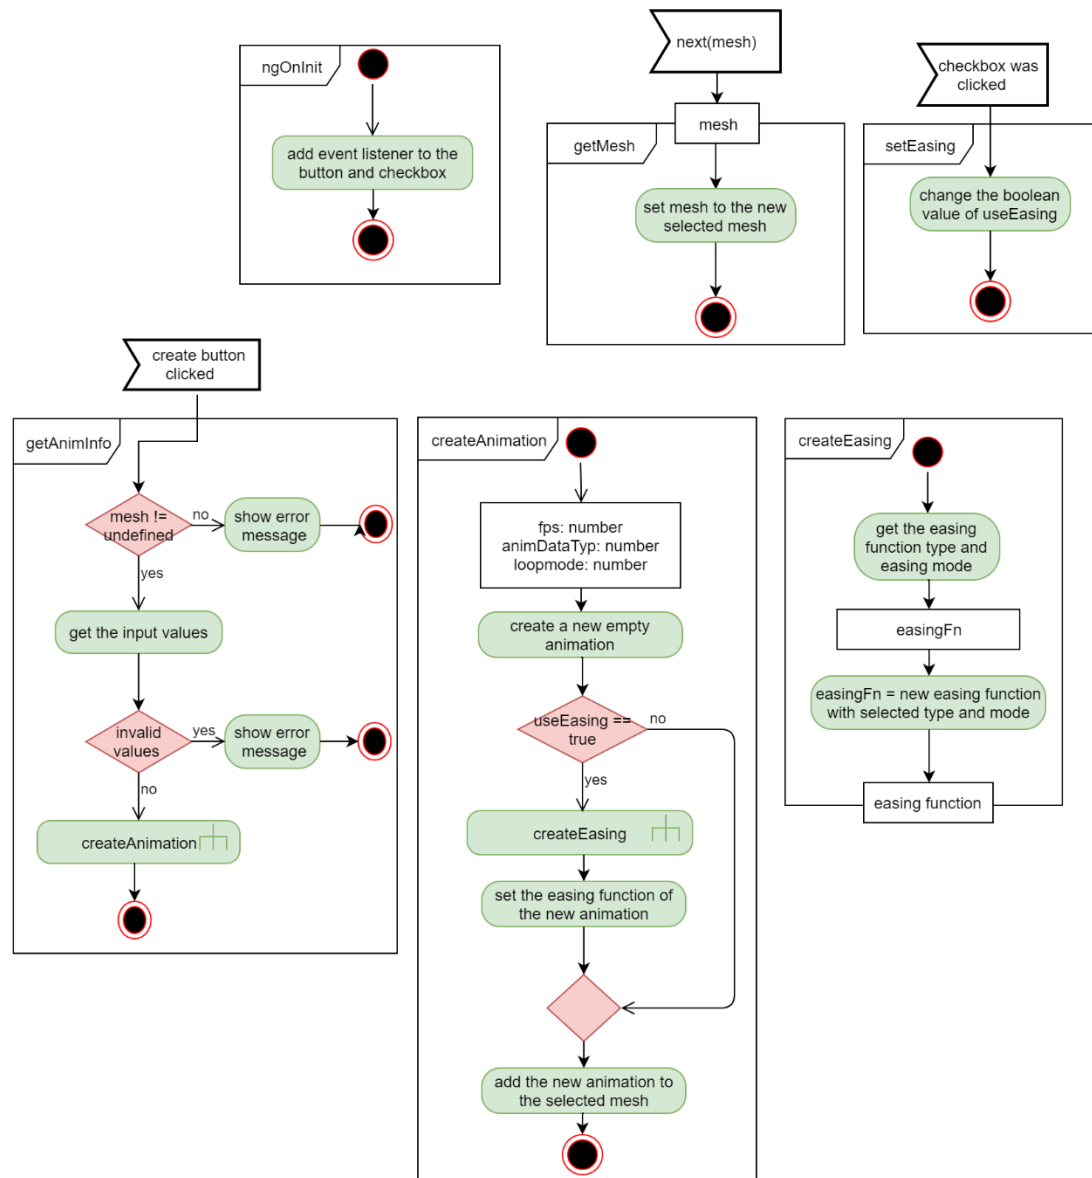 ngOnInit
add event listener to the
button and checkbox
next(mesh)
mesh
getMesh
set mesh to the new
selected mesh
checkbox was
clicked
setEasing
change the boolean
value of useEasing
create button
clicked
getAnimInfo
mesh !=
undefined
no
show error
message
yes
get the input values
invalid
values
yes
show error
message
no
createAnimation
createAnimation
fps: number
animDataTyp: number
loopmode: number
create a new empty
animation
useEasing ==
true
no
yes
createEasing
set the easing function of
the new animation
add the new animation to
the selected mesh
createEasing
get the easing
function type and
easing mode
easingFn
easingFn = new easing function
with selected type and mode
easing function